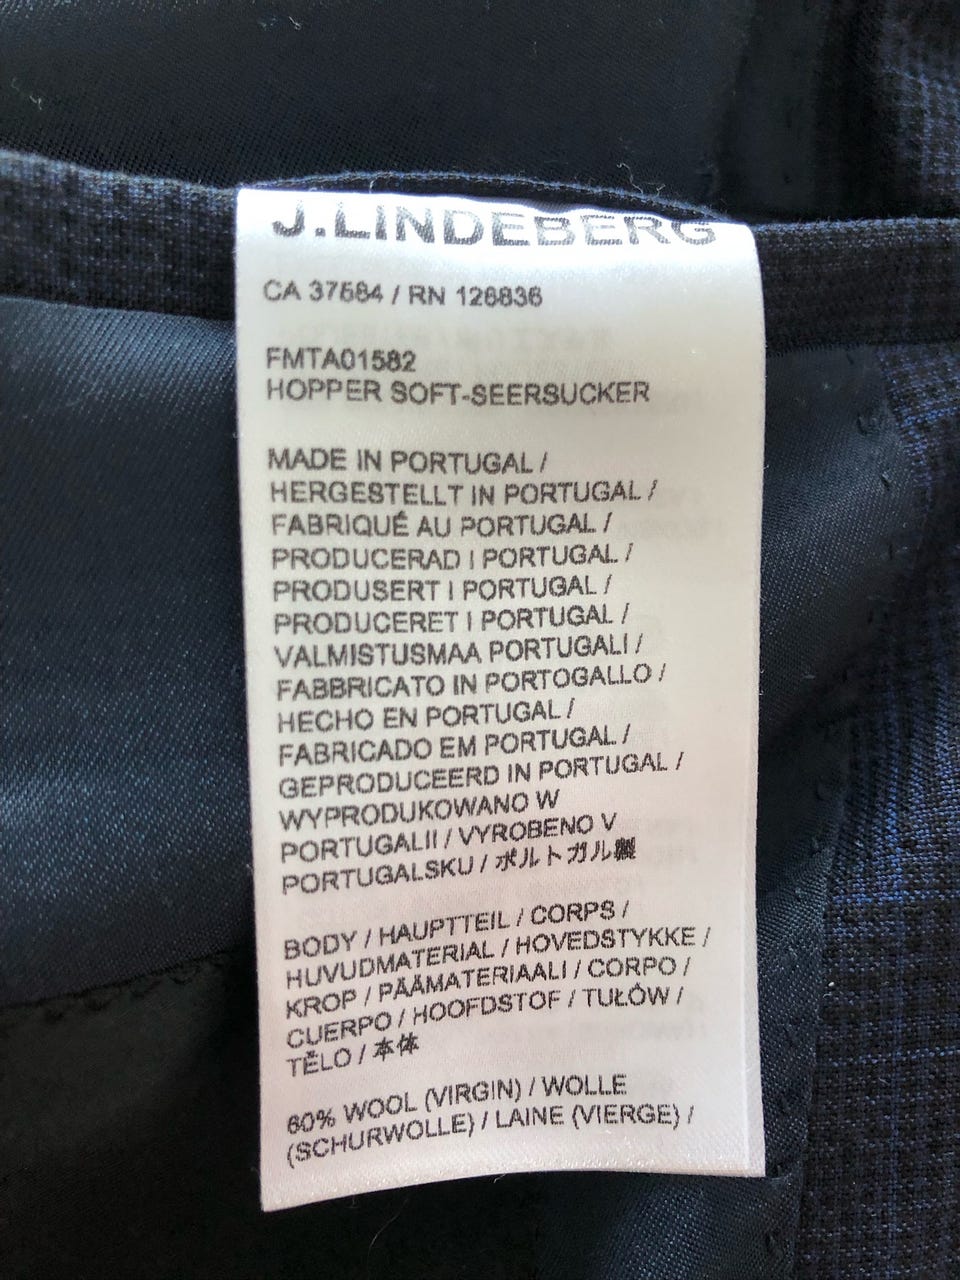 J.LINDEBERG
CA 37584 / RN 126836
FMTA01582
HOPPER SOFT-SEERSUCKER
MADE IN PORTUGAL /
HERGESTELLT IN PORTUGAL /
FABRIQUÉ AU PORTUGAL /
PRODUCERAD I PORTUGAL /
PRODUSERT I PORTUGAL /
PRODUCERET I PORTUGAL /
VALMISTUSMAA PORTUGALI /
FABBRICATO IN PORTOGALLO /
HECHO EN PORTUGAL /
FABRICADO EM PORTUGAL /
GEPRODUCEERD IN PORTUGAL /
WYPRODUKOWANO W
PORTUGALII / VYROBENO V
PORTUGALSKU / ポルトガル製
BODY / HAUPTTEIL / CORPS /
HUVUDMATERIAL / HOVEDSTYKKE /
KROP / PÄÄMATERIAALI / CORPO /
CUERPO / HOOFDSTOF / TUŁÓW /
TĚLO / 本体
60% WOOL (VIRGIN) / WOLLE
(SCHURWOLLE) / LAINE (VIERGE) /